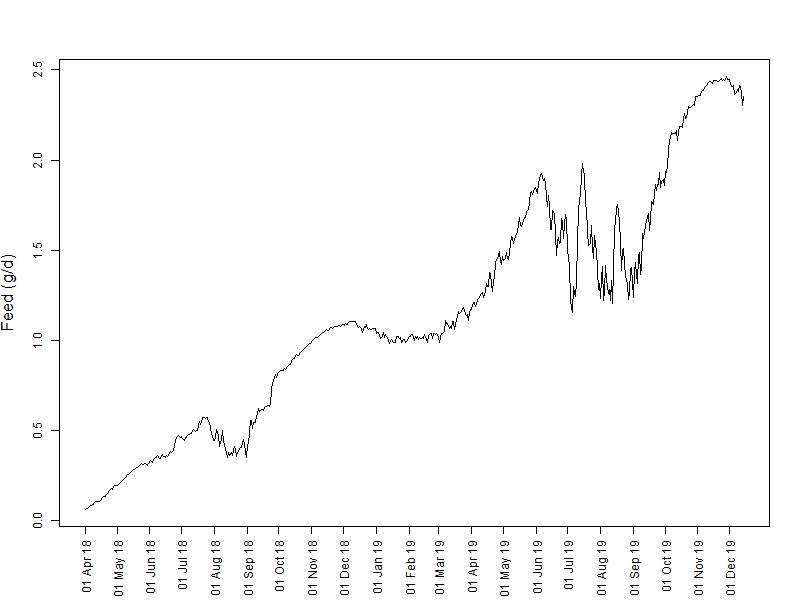 2.5
2.0
1.5
1.0
0.5
0.0
Feed (g/d)
01 Apr 18
01 May 18
01 Jun 18
01 Jul 18
01 Aug 18
01 Sep 18
01 Oct 18
01 Nov 18
01 Dec 18
01 Jan 19
01 Feb 19
01 Mar 19
01 Apr 19
01 May 19
01 Jun 19
01 Jul 19
01 Aug 19
01 Sep 19
01 Oct 19
01 Nov 19
01 Dec 19